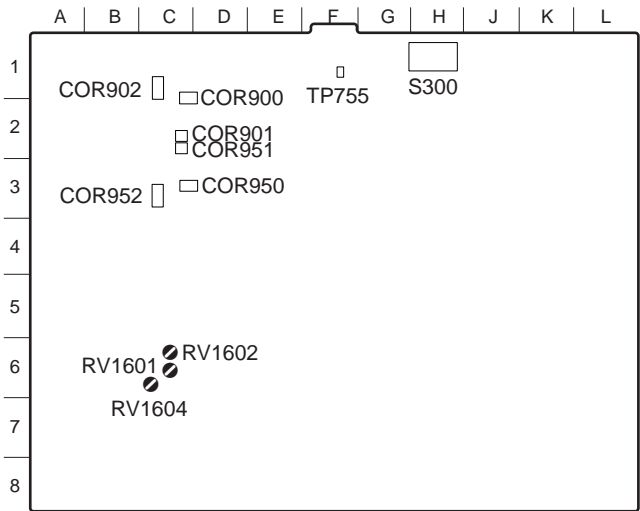 A B C D E F G H J K L
1
COR902
COR900
TP755
S300
2
COR901
COR951
3
COR952
COR950
4
5
6
RV1601
RV1602
RV1604
7
8